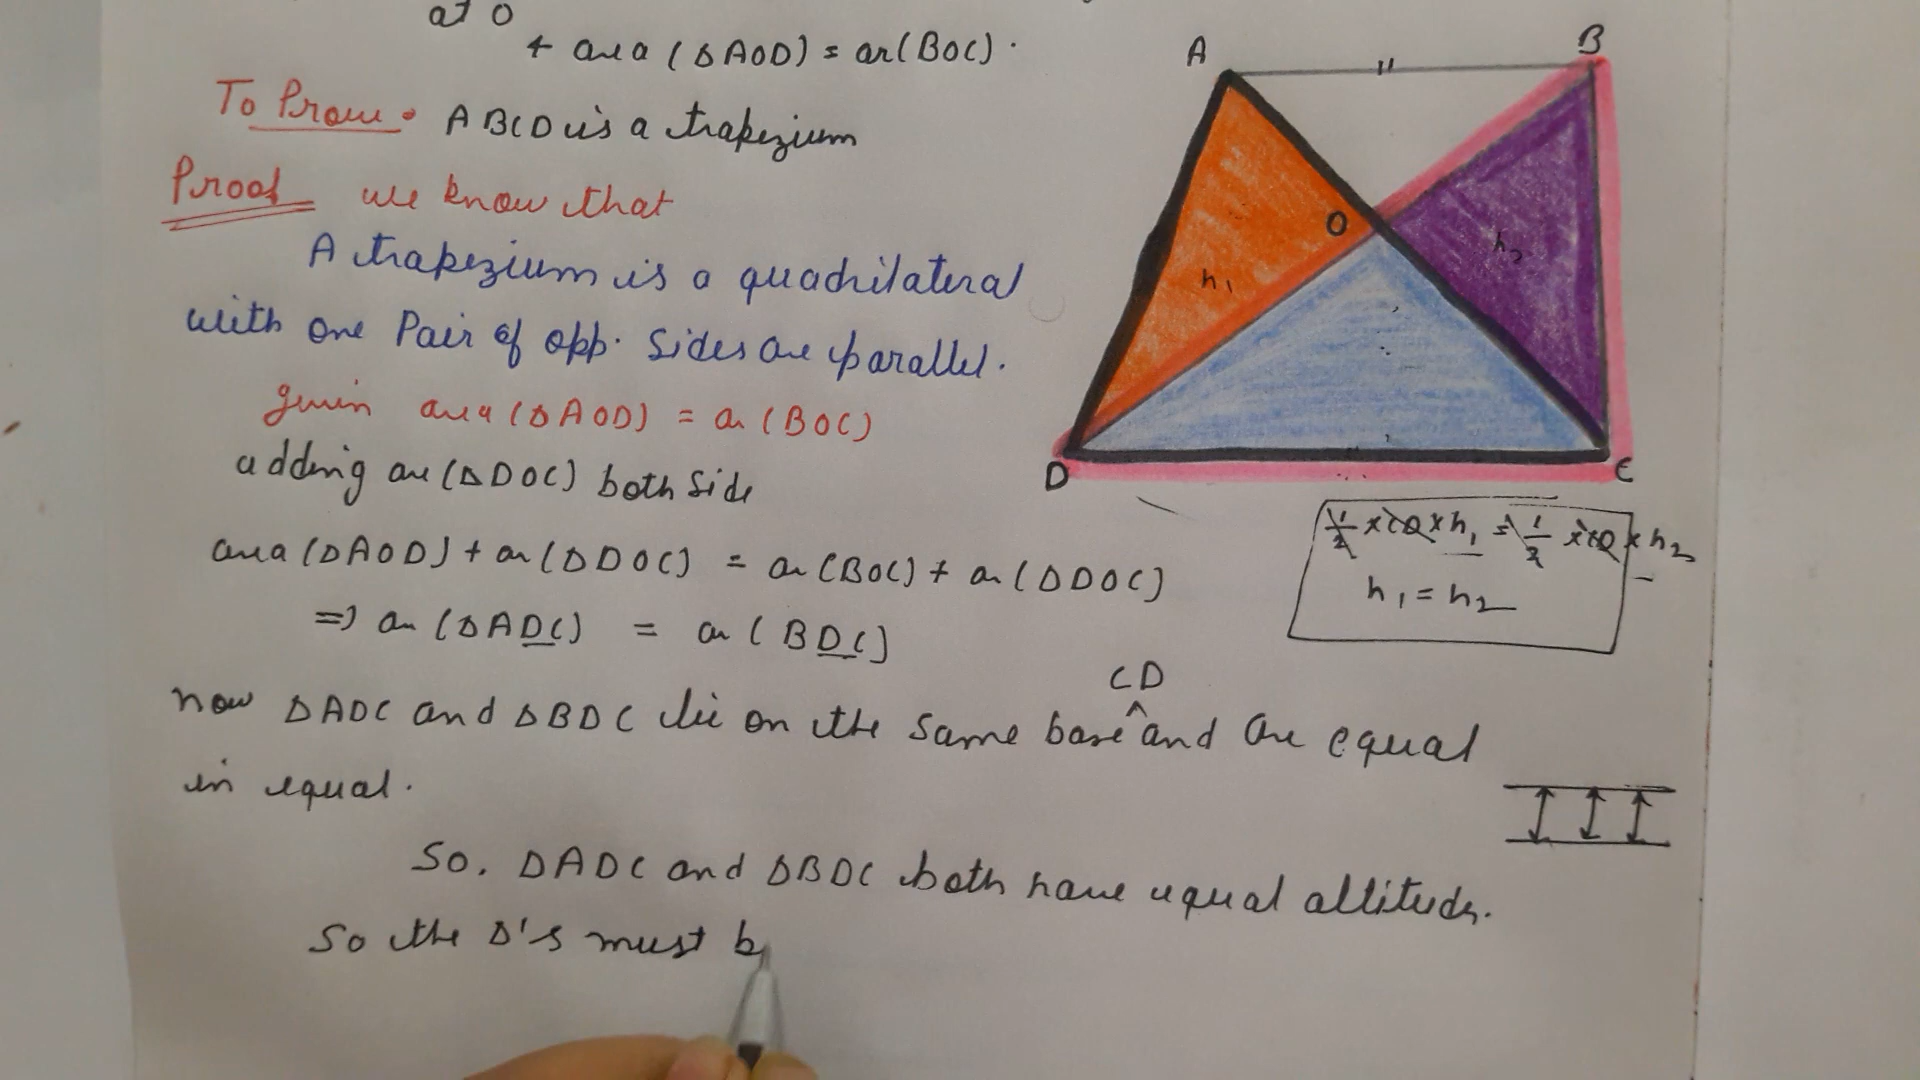 at O
+ area (ΔAOD) = ar(BOC).
To Prove. ABCD is a trapezium
Proof we know that
A trapezium is a quadrilateral
with one Pair of opp. Sides are parallel.
given area (ΔAOD) = ar (BOC)
adding ar (ΔDOC) both side
area (ΔAOD) + ar (ΔDOC) = ar (BOC) + ar (ΔDOC)
=) ar (ΔADC) = ar (BDC)
now ΔADC and ΔBDC lie on the same base CD and are equal
in equal.
So. ΔADC and ΔBDC both have equal altitude.
So the Δ's must b
A
B
O
h1
h2
D
C
1/2 × CD × h1 = 1/2 × CD × h2
h1 = h2